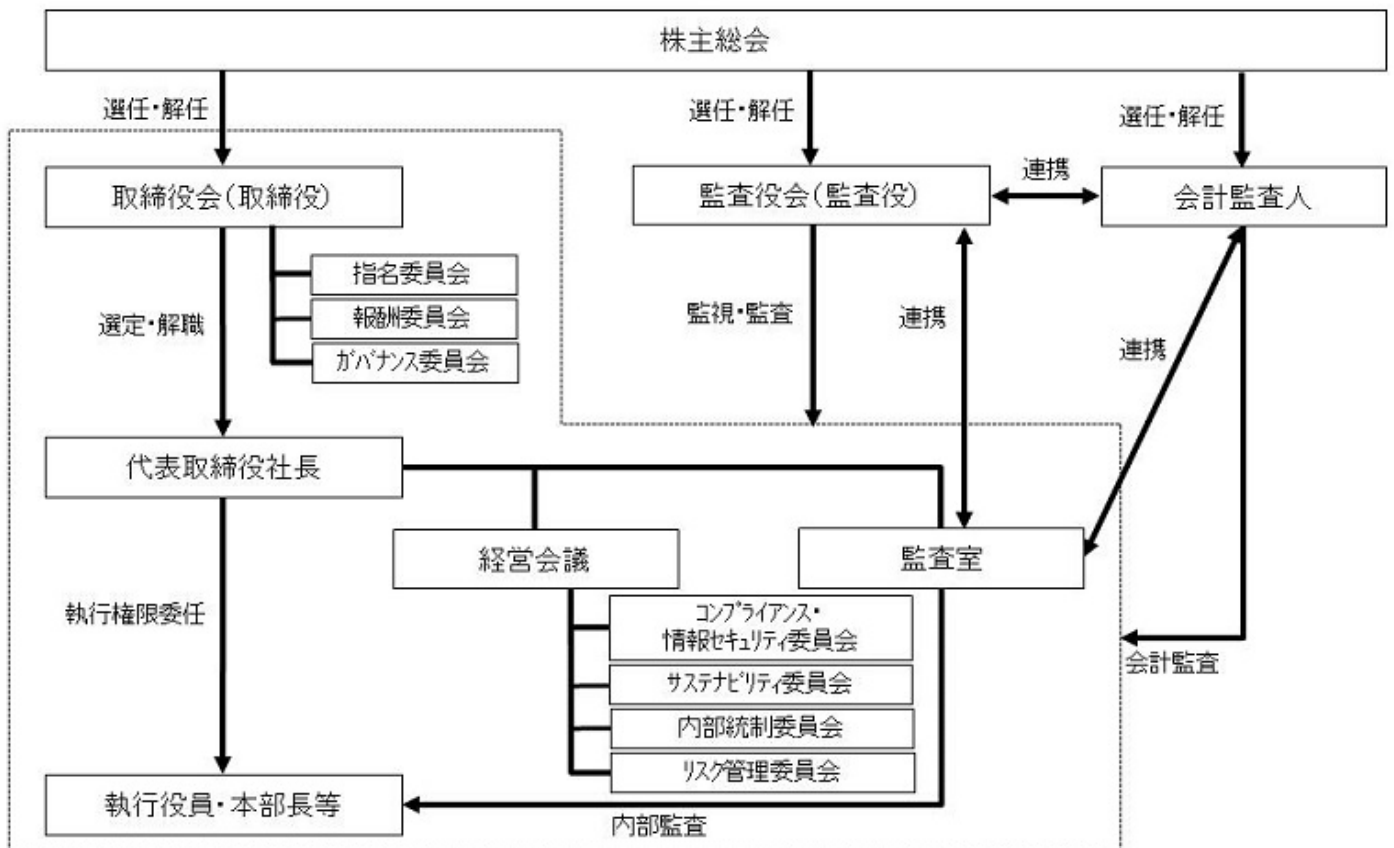 株主総会
選任・解任
選任・解任
選任・解任
取締役会(取締役)
監査役会(監査役)
連携
会計監査人
指名委員会
報酬委員会
ガバナンス委員会
選定・解職
監視・監査
連携
連携
代表取締役社長
経営会議
監査室
執行権限委任
コンプライアンス・
情報セキュリティ委員会
サステナビリティ委員会
内部統制委員会
リスク管理委員会
会計監査
執行役員・本部長等
内部監査